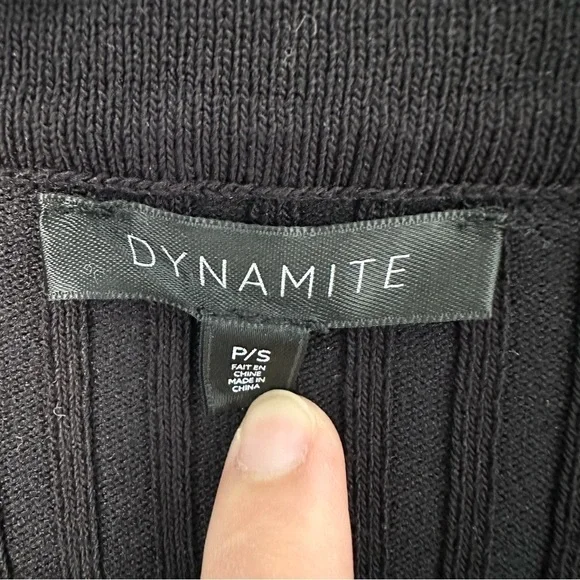 DYNAMITE
P/S
FAIT EN
CHINE
MADE IN
CHINA